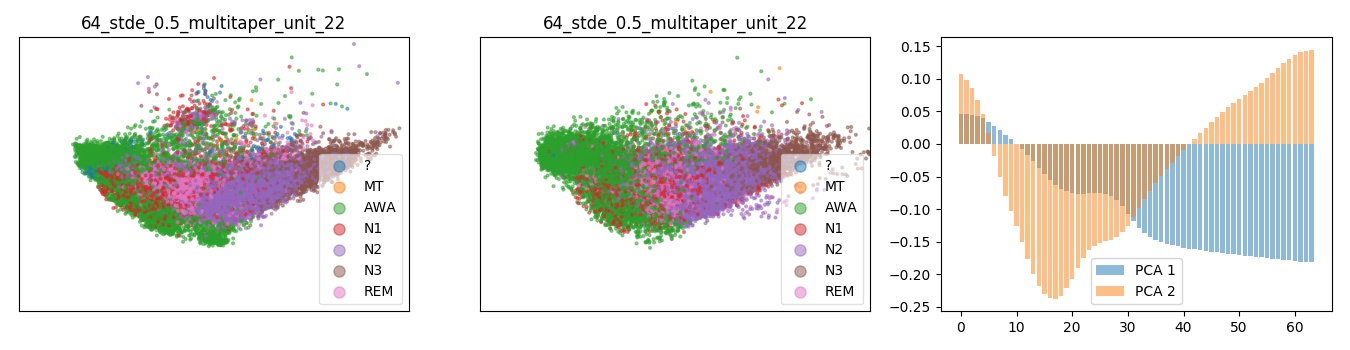 64_stde_0.5_multitaper_unit_22
?
MT
AWA
N1
N2
N3
REM
64_stde_0.5_multitaper_unit_22
?
MT
AWA
N1
N2
N3
REM
0.15
0.10
0.05
0.00
−0.05
−0.10
−0.15
−0.20
−0.25
PCA 1
PCA 2
0 10 20 30 40 50 60